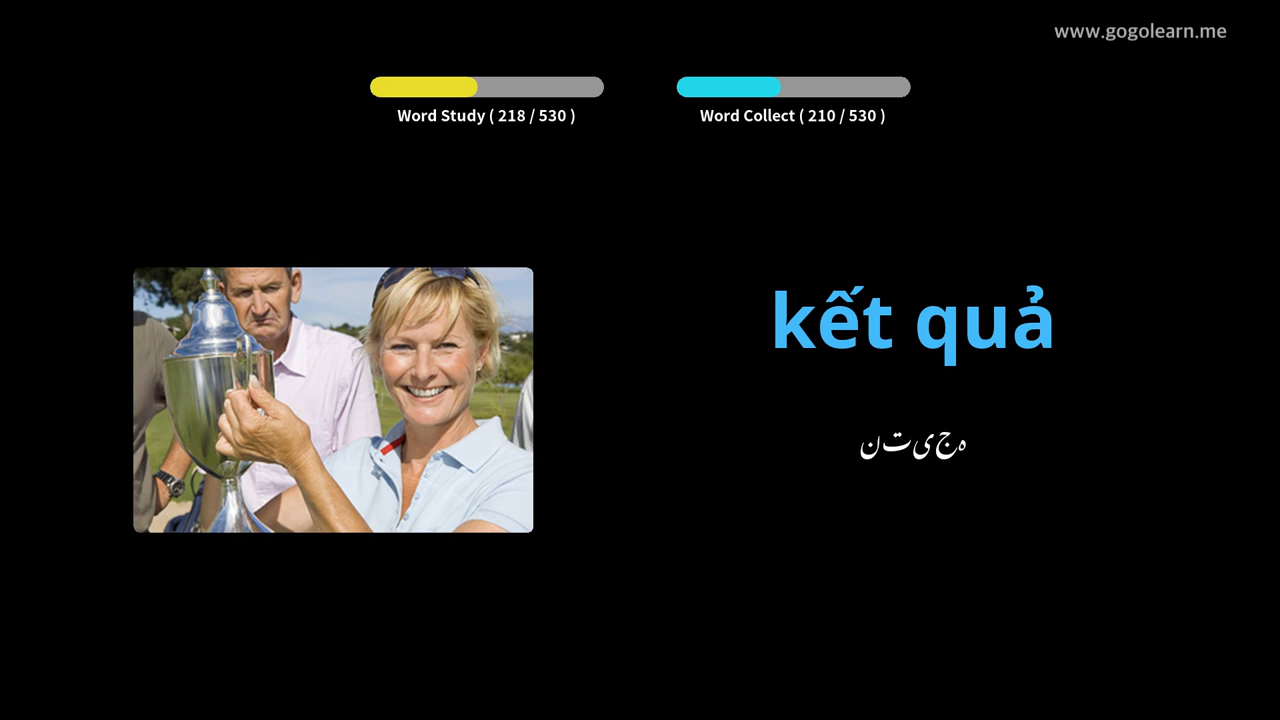 www.gogolearn.me
Word Study ( 218 / 530 )
Word Collect ( 210 / 530 )
kết quả
نتیجہ